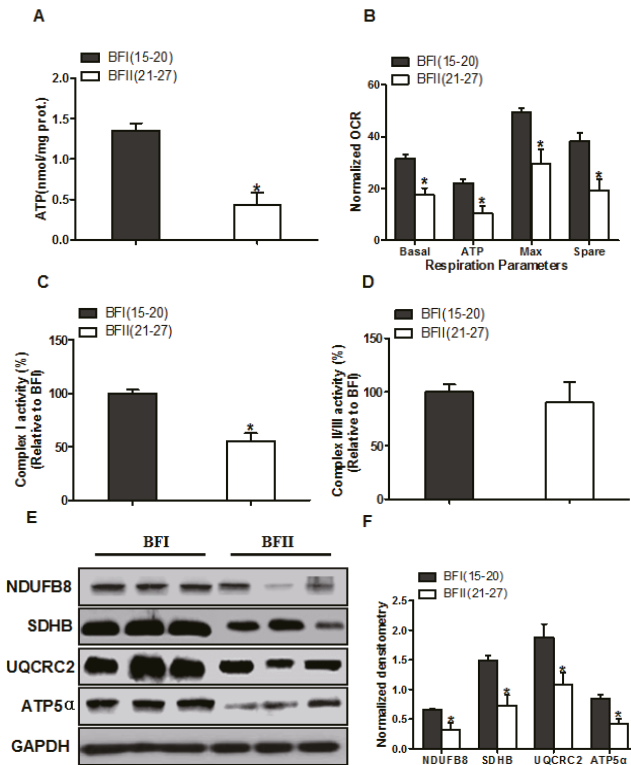 A
BFI(15-20)
BFII(21-27)
ATP(nmol/mg prot.)
2.0
1.5
1.0
0.5
0.0
*
B
BFI(15-20)
BFII(21-27)
Normalized OCR
60
40
20
0
* * * *
Basal ATP Max Spare
Respiration Parameters
C
BFI(15-20)
BFII(21-27)
Complex I activity (%)
(Relative to BFI)
150
100
50
0
*
D
BFI(15-20)
BFII(21-27)
Complex II/III activity (%)
(Relative to BFI)
150
100
50
0
E
BFI BFII
NDUFB8
SDHB
UQCRC2
ATP5α
GAPDH
F
BFI(15-20)
BFII(21-27)
Normalized densitometry
2.5
2.0
1.5
1.0
0.5
0.0
* * * *
NDUFB8 SDHB UQCRC2 ATP5α